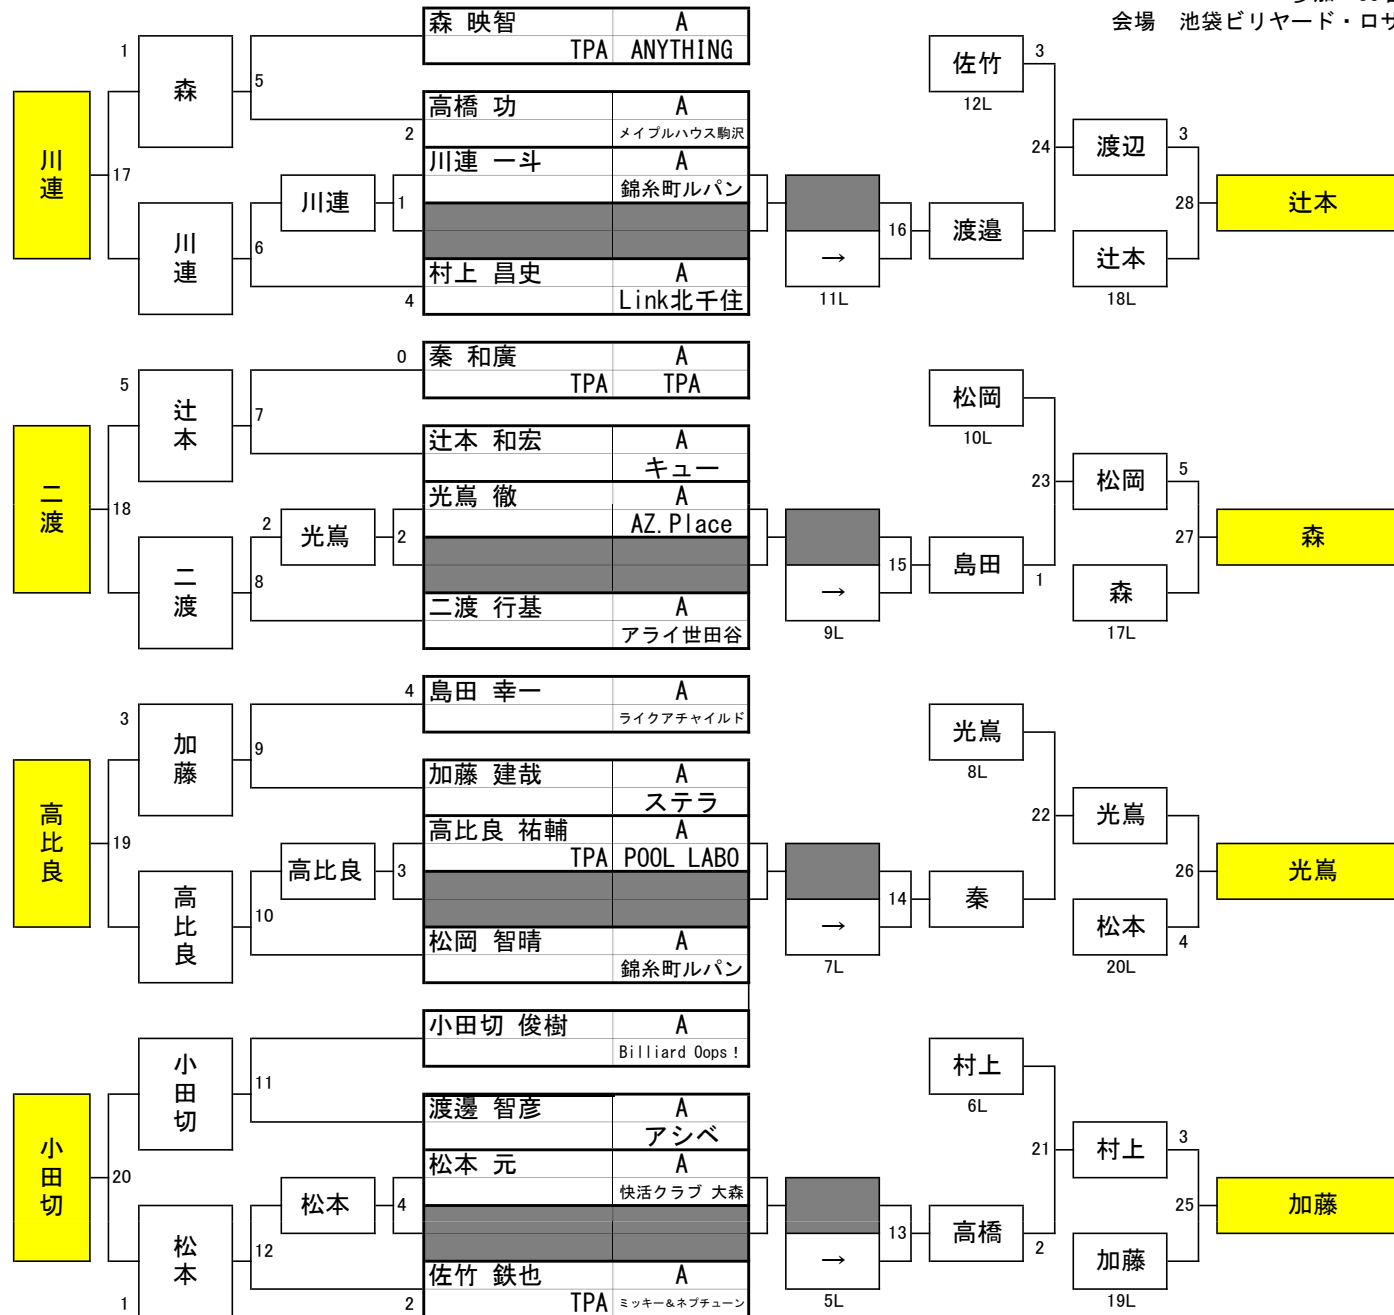 会場 池袋ビリヤード・ロサ
森 映智 A
TPA ANYTHING
1
森
5
高橋 功 A
2 メイプルハウス駒沢
川連
17
川連 一斗 A
錦糸町ルパン
川連
1
川連
6
村上 昌史 A
4 Link北千住
→
11L
16
佐竹 3
12L
24
渡辺 3
渡邉
28
辻本
辻本
18L
0 秦 和廣 A
TPA TPA
5
辻本
7
辻本 和宏 A
キュー
二渡
18
光嶌 徹 A
AZ.Place
2 光嶌
2
二渡
8
二渡 行基 A
アライ世田谷
→
9L
15
松岡
10L
23
松岡 5
島田
1
27
森
森
17L
4 島田 幸一 A
ライクアチャイルド
3
加藤
9
加藤 建哉 A
ステラ
高比良
19
高比良 祐輔 A
TPA POOL LABO
高比良
3
高比良
10
松岡 智晴 A
錦糸町ルパン
→
7L
14
光嶌
8L
22
光嶌
秦
26
光嶌
松本
4
20L
小田切 俊樹 A
Billiard Oops！
小田切
11
渡邊 智彦 A
アシベ
小田切
20
松本 元 A
快活クラブ 大森
松本
4
松本
12
1
佐竹 鉄也 A
2 TPA ミッキー&ネプチューン
→
5L
13
村上
6L
21
村上 3
高橋
2
25
加藤
加藤
19L